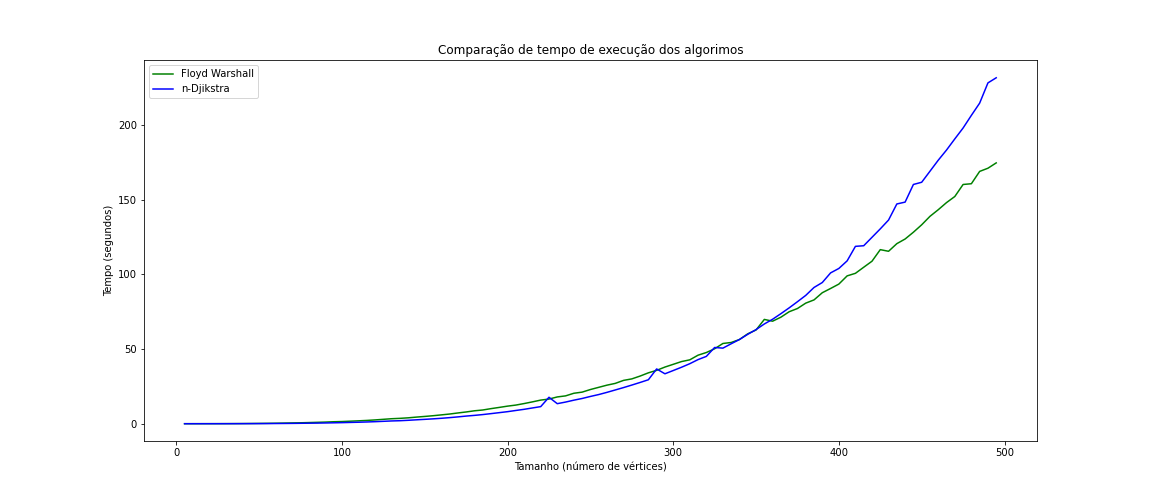 Comparação de tempo de execução dos algorimos
Floyd Warshall
n-Djikstra
Tempo (segundos)
200
150
100
50
0
0 100 200 300 400 500
Tamanho (número de vértices)